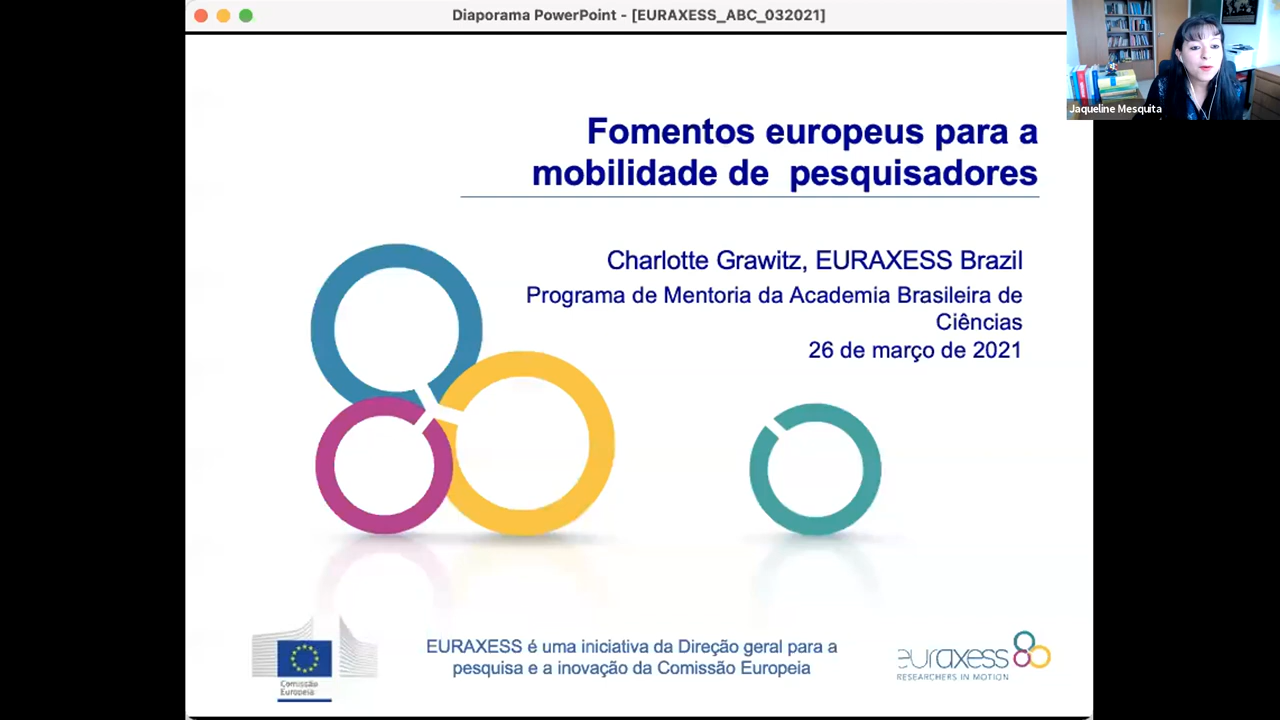 Diaporama PowerPoint - [EURAXESS_ABC_032021]
Jaqueline Mesquita
Fomentos europeus para a
mobilidade de pesquisadores
Charlotte Grawitz, EURAXESS Brazil
Programa de Mentoria da Academia Brasileira de
Ciências
26 de março de 2021
Comissão
Europeia
EURAXESS é uma iniciativa da Direção geral para a
pesquisa e a inovação da Comissão Europeia
euraxess
RESEARCHERS IN MOTION